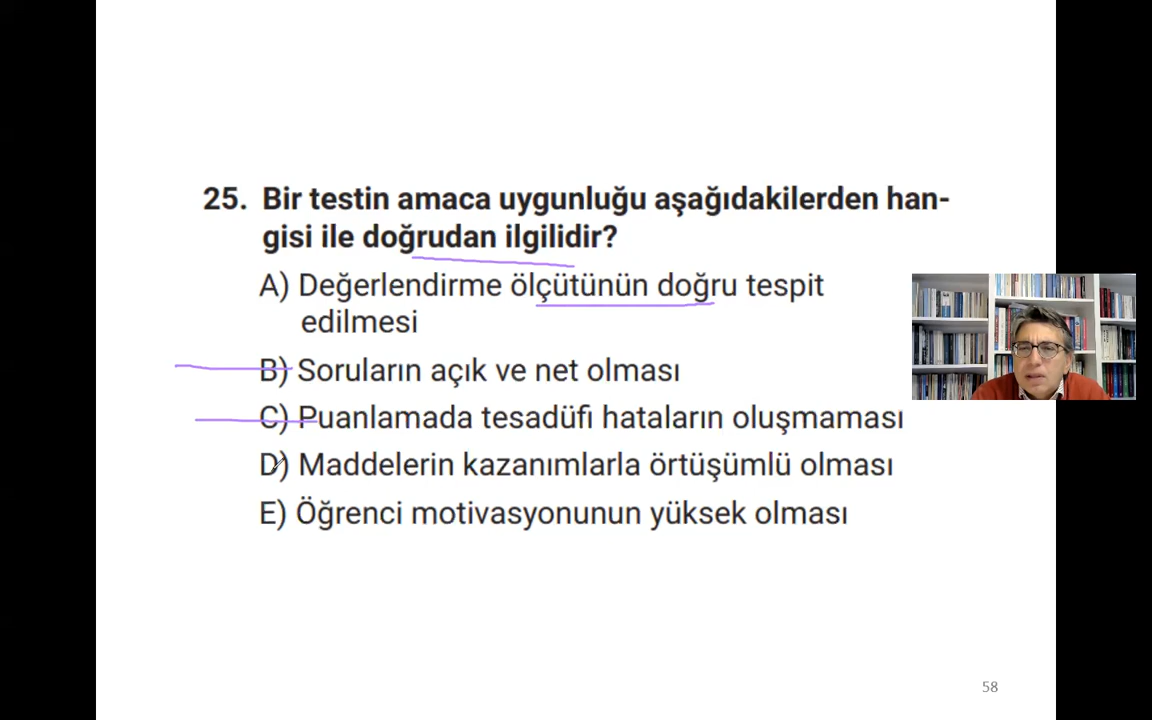 25. Bir testin amaca uygunluğu aşağıdakilerden han-
gisi ile doğrudan ilgilidir?
A) Değerlendirme ölçütünün doğru tespit
edilmesi
B) Soruların açık ve net olması
C) Puanlamada tesadüfi hataların oluşmaması
D) Maddelerin kazanımlarla örtüşümlü olması
E) Öğrenci motivasyonunun yüksek olması
58